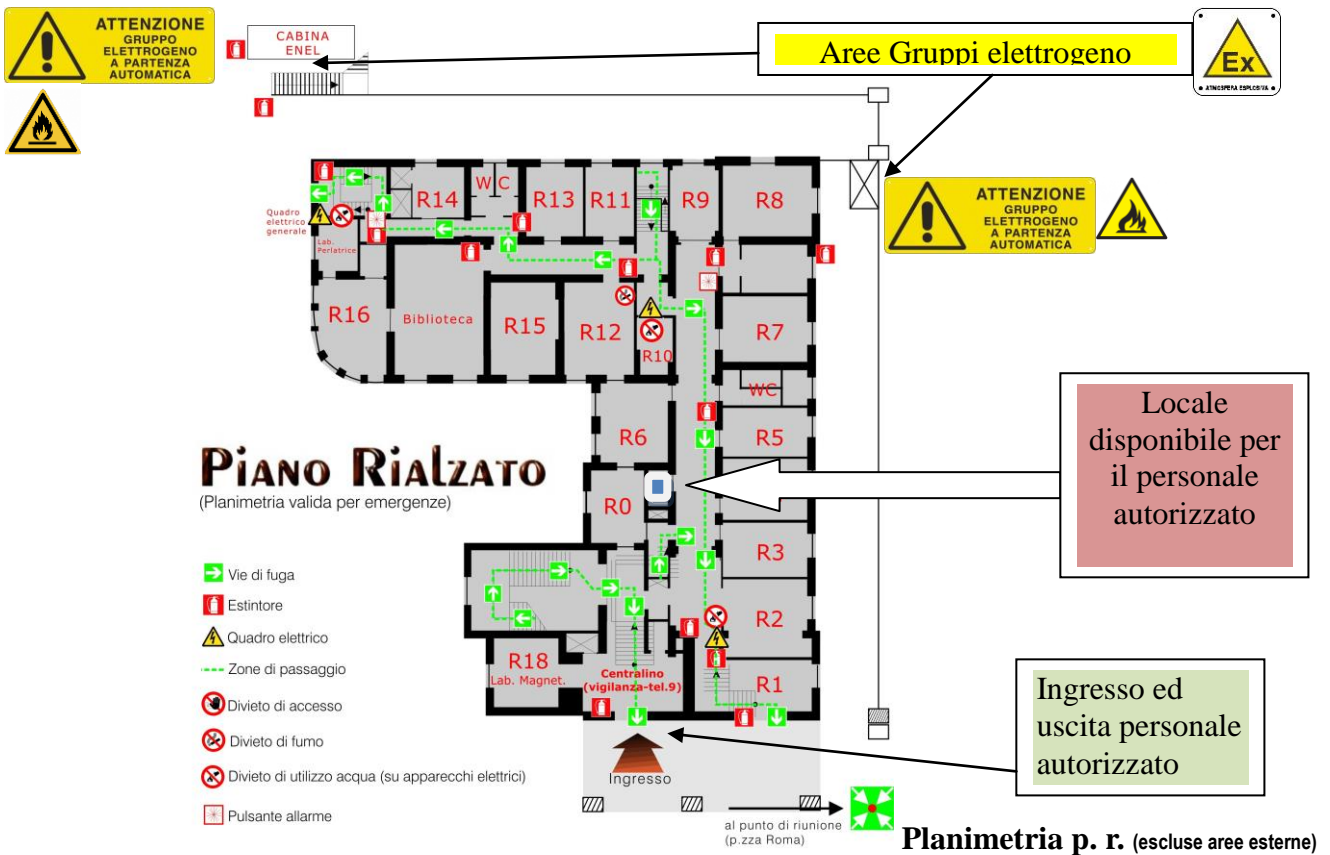 ATTENZIONE
GRUPPO
ELETTROGENO
A PARTENZA
AUTOMATICA
CABINA
ENEL
Aree Gruppi elettrogeno
Ex
ATMOSFERA ESPLOSIVA
ATTENZIONE
GRUPPO
ELETTROGENO
A PARTENZA
AUTOMATICA
R14
W C
R13
R11
R9
R8
Quadro
elettrico
generale
Lab.
Perlatrice
R16
Biblioteca
R15
R12
R10
R7
WC
R6
R5
Locale
disponibile per
il personale
autorizzato
Piano Rialzato
(Planimetria valida per emergenze)
R0
R3
R2
R1
R18
Lab. Magnet.
Centralino
(vigilanza-tel.9)
Vie di fuga
Estintore
Quadro elettrico
Zone di passaggio
Divieto di accesso
Divieto di fumo
Divieto di utilizzo acqua (su apparecchi elettrici)
Pulsante allarme
Ingresso ed
uscita personale
autorizzato
Ingresso
al punto di riunione
(p.zza Roma)
Planimetria p. r. (escluse aree esterne)